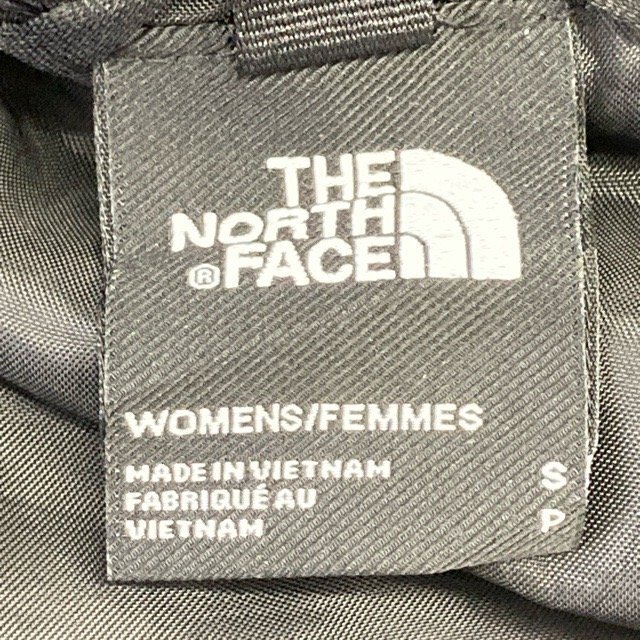 THE
NORTH
® FACE
WOMENS/FEMMES
MADE IN VIETNAM S
FABRIQUÉ AU
VIETNAM P